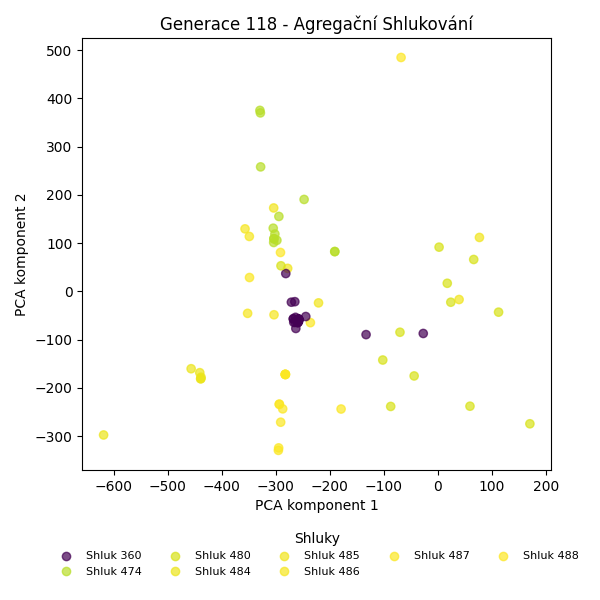 Generace 118 - Agregační Shlukování
500
400
300
200
100
0
−100
−200
−300
PCA komponent 2
−600 −500 −400 −300 −200 −100 0 100 200
PCA komponent 1
Shluky
Shluk 360 Shluk 480 Shluk 485 Shluk 487 Shluk 488
Shluk 474 Shluk 484 Shluk 486